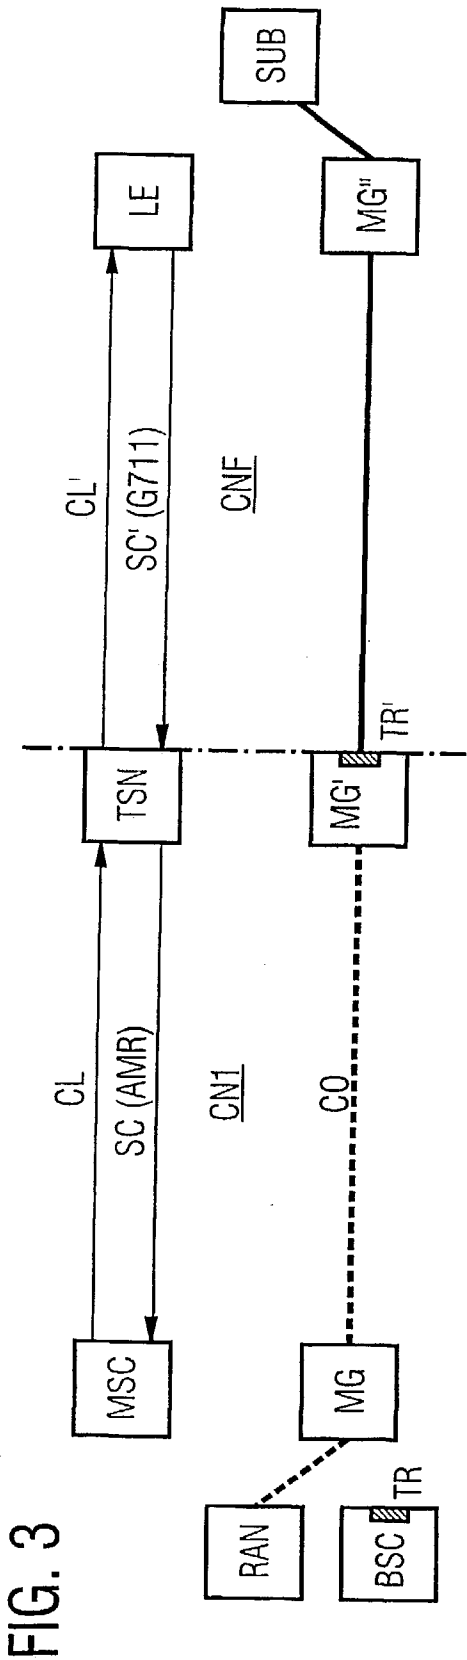 FIG. 3
CL
CL'
MSC
TSN
LE
SC (AMR)
SC' (G711)
CN1
CNF
RAN
SUB
CO
MG
MG'
MG''
TR'
BSC
TR